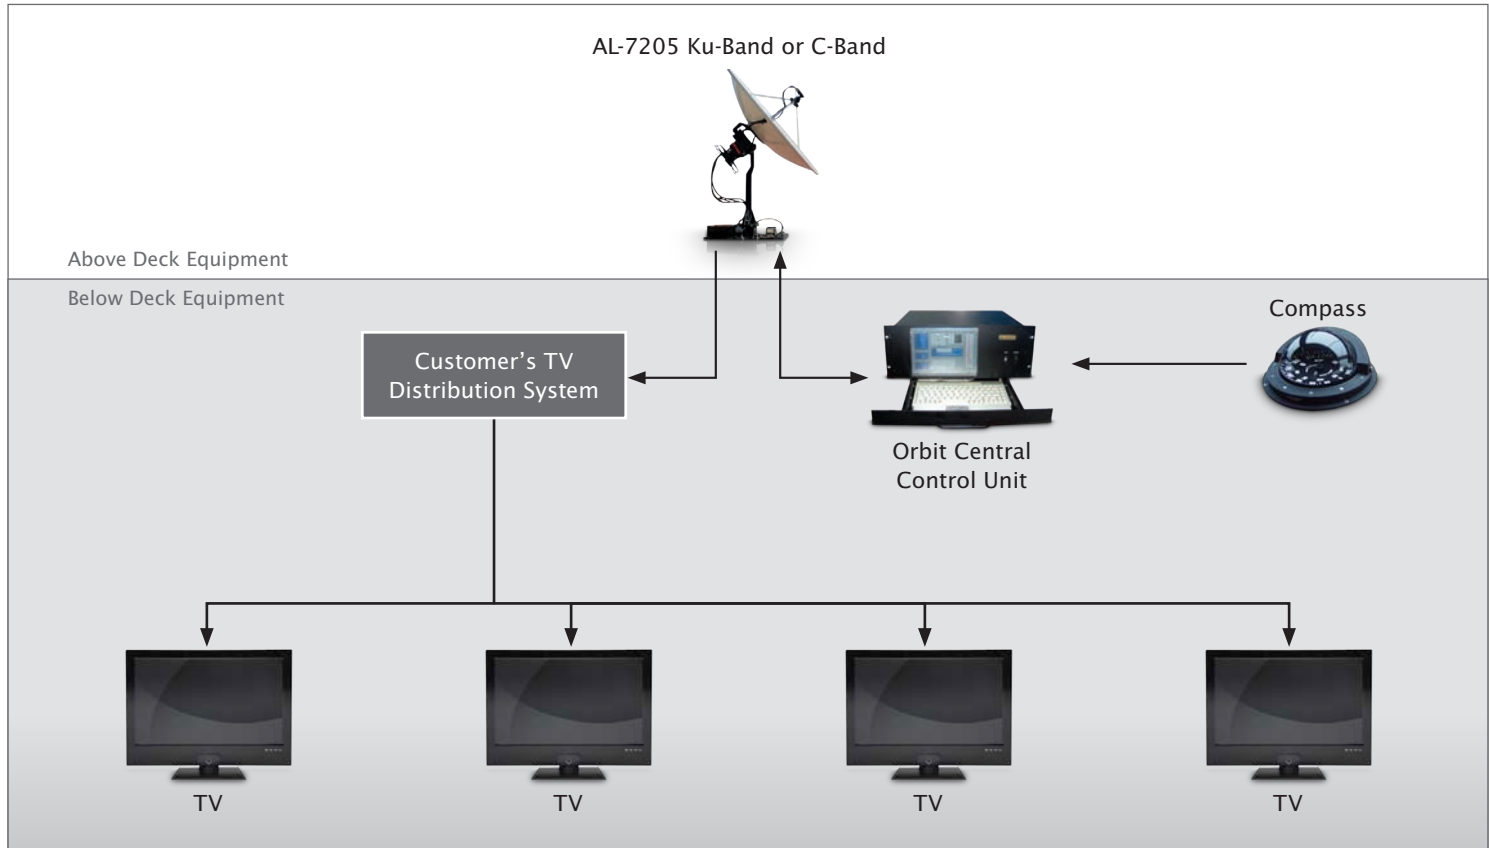 AL-7205 Ku-Band or C-Band
Above Deck Equipment
Below Deck Equipment
Compass
Customer’s TV
Distribution System
Orbit Central
Control Unit
TV
TV
TV
TV